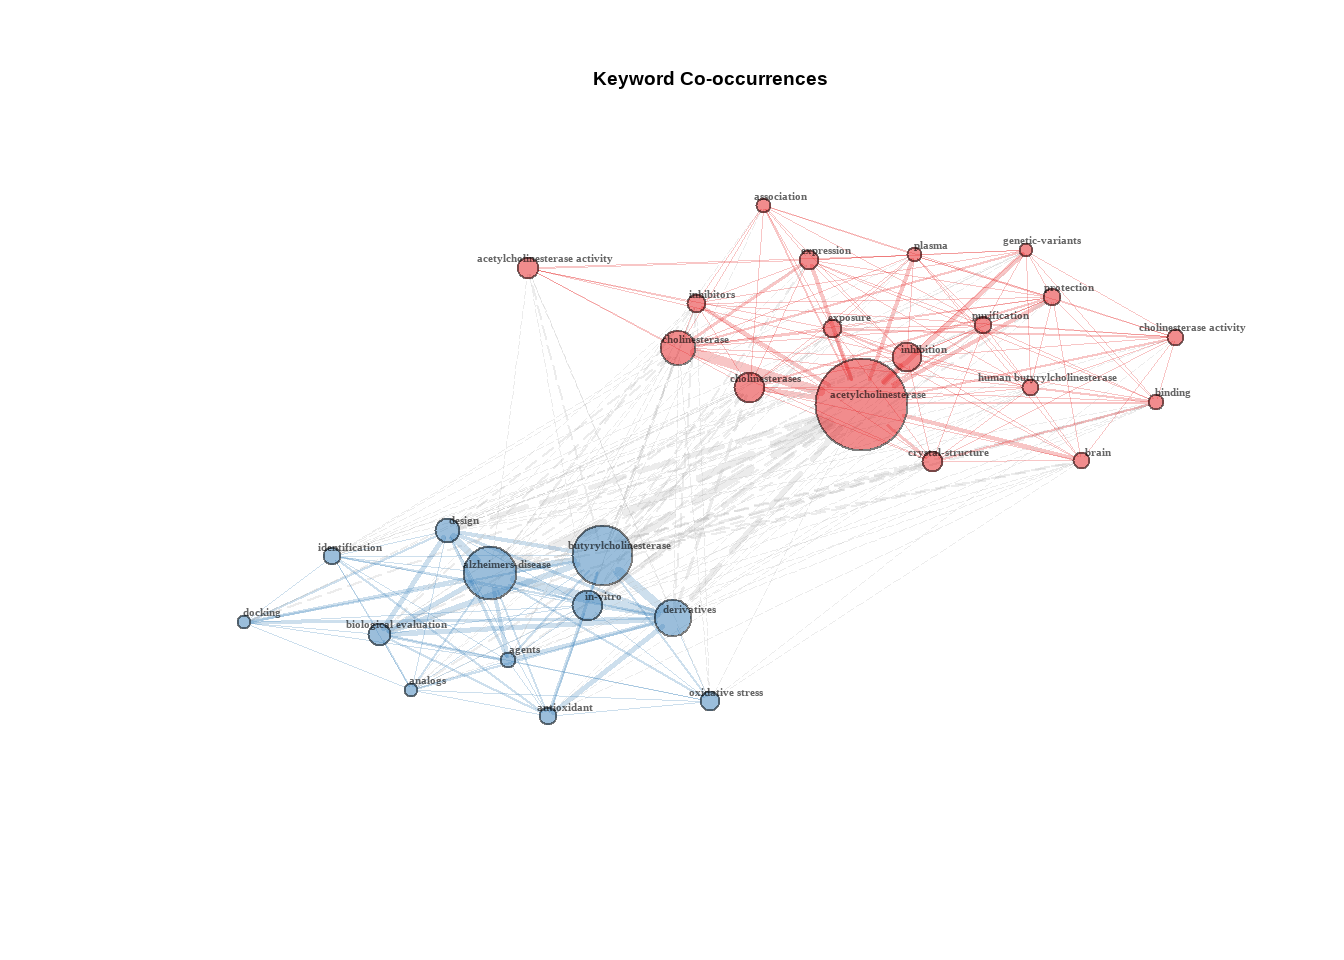 Keyword Co-occurrences
association
genetic-variants
plasma
expression
acetylcholinesterase activity
protection
inhibitors
purification
exposure
cholinesterase activity
cholinesterase
inhibition
human butyrylcholinesterase
cholinesterases
binding
acetylcholinesterase
crystal-structure
brain
design
butyrylcholinesterase
identification
alzheimers-disease
in-vitro
derivatives
docking
biological evaluation
agents
analogs
oxidative stress
antioxidant